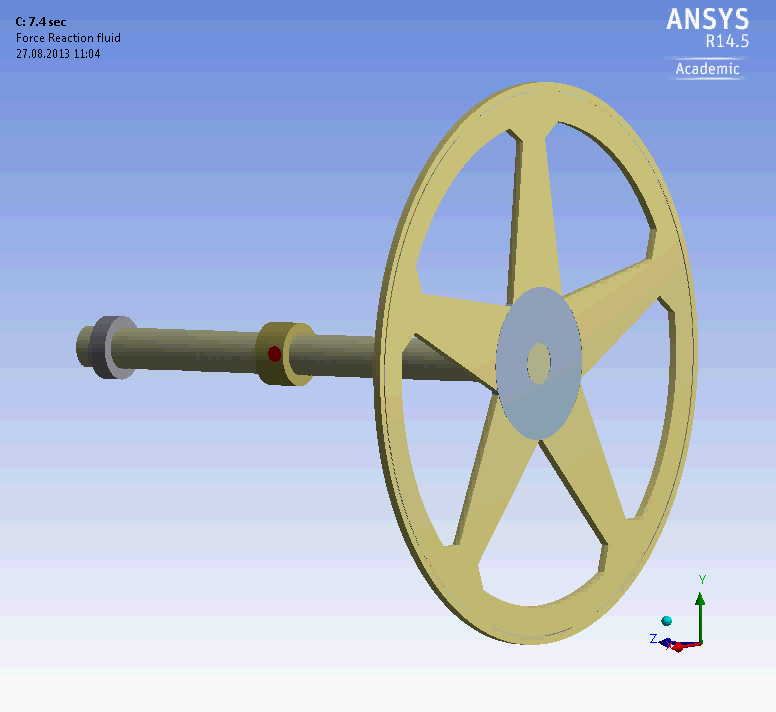 C: 7.4 sec
Force Reaction fluid
27.08.2013 11:04
ANSYS
R14.5
Academic
Y
Z